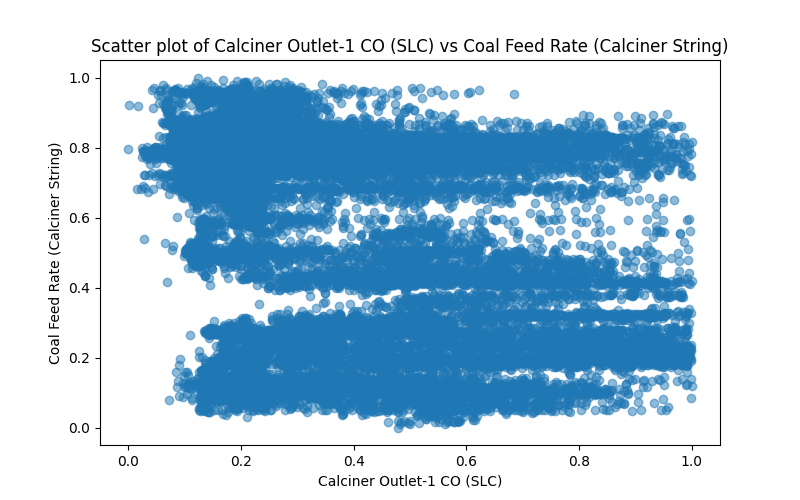 Scatter plot of Calciner Outlet-1 CO (SLC) vs Coal Feed Rate (Calciner String)
1.0
0.8
0.6
0.4
0.2
0.0
Coal Feed Rate (Calciner String)
0.0 0.2 0.4 0.6 0.8 1.0
Calciner Outlet-1 CO (SLC)